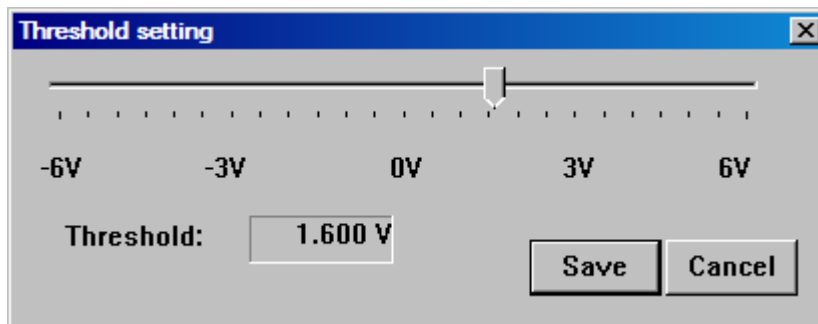 Threshold setting
-6V -3V 0V 3V 6V
Threshold: 1.600 V
Save Cancel